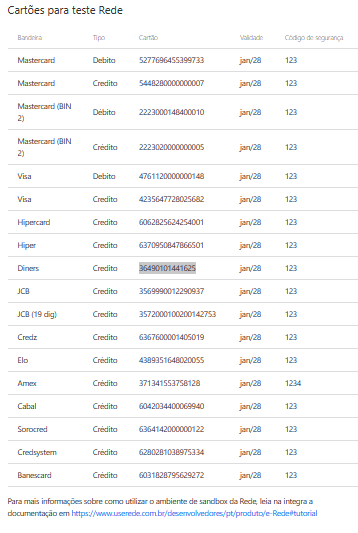 Cartões para teste Rede
Bandeira Tipo Cartão Validade Código de segurança
Mastercard Debito 5277696455399733 jan/28 123
Mastercard Credito 5448280000000007 jan/28 123
Mastercard (BIN 2) Débito 2223000148400010 jan/28 123
Mastercard (BIN 2) Crédito 2223020000000005 jan/28 123
Visa Debito 4761120000000148 jan/28 123
Visa Credito 4235647728025682 jan/28 123
Hipercard Credito 6062825624254001 jan/28 123
Hiper Crédito 6370950847866501 jan/28 123
Diners Credito 36490101441625 jan/28 123
JCB Credito 3569990012290937 jan/28 123
JCB (19 dig) Crédito 3572000100200142753 jan/28 123
Credz Crédito 6367600001405019 jan/28 123
Elo Crédito 4389351648020055 jan/28 123
Amex Crédito 371341553758128 jan/28 1234
Cabal Crédito 6042034400069940 jan/28 123
Sorocred Crédito 6364142000000122 jan/28 123
Credsystem Crédito 6280281038975334 jan/28 123
Banescard Crédito 6031828795629272 jan/28 123
Para mais informações sobre como utilizar o ambiente de sandbox da Rede, leia na integra a
documentação em https://www.userede.com.br/desenvolvedores/pt/produto/e-Rede#tutorial